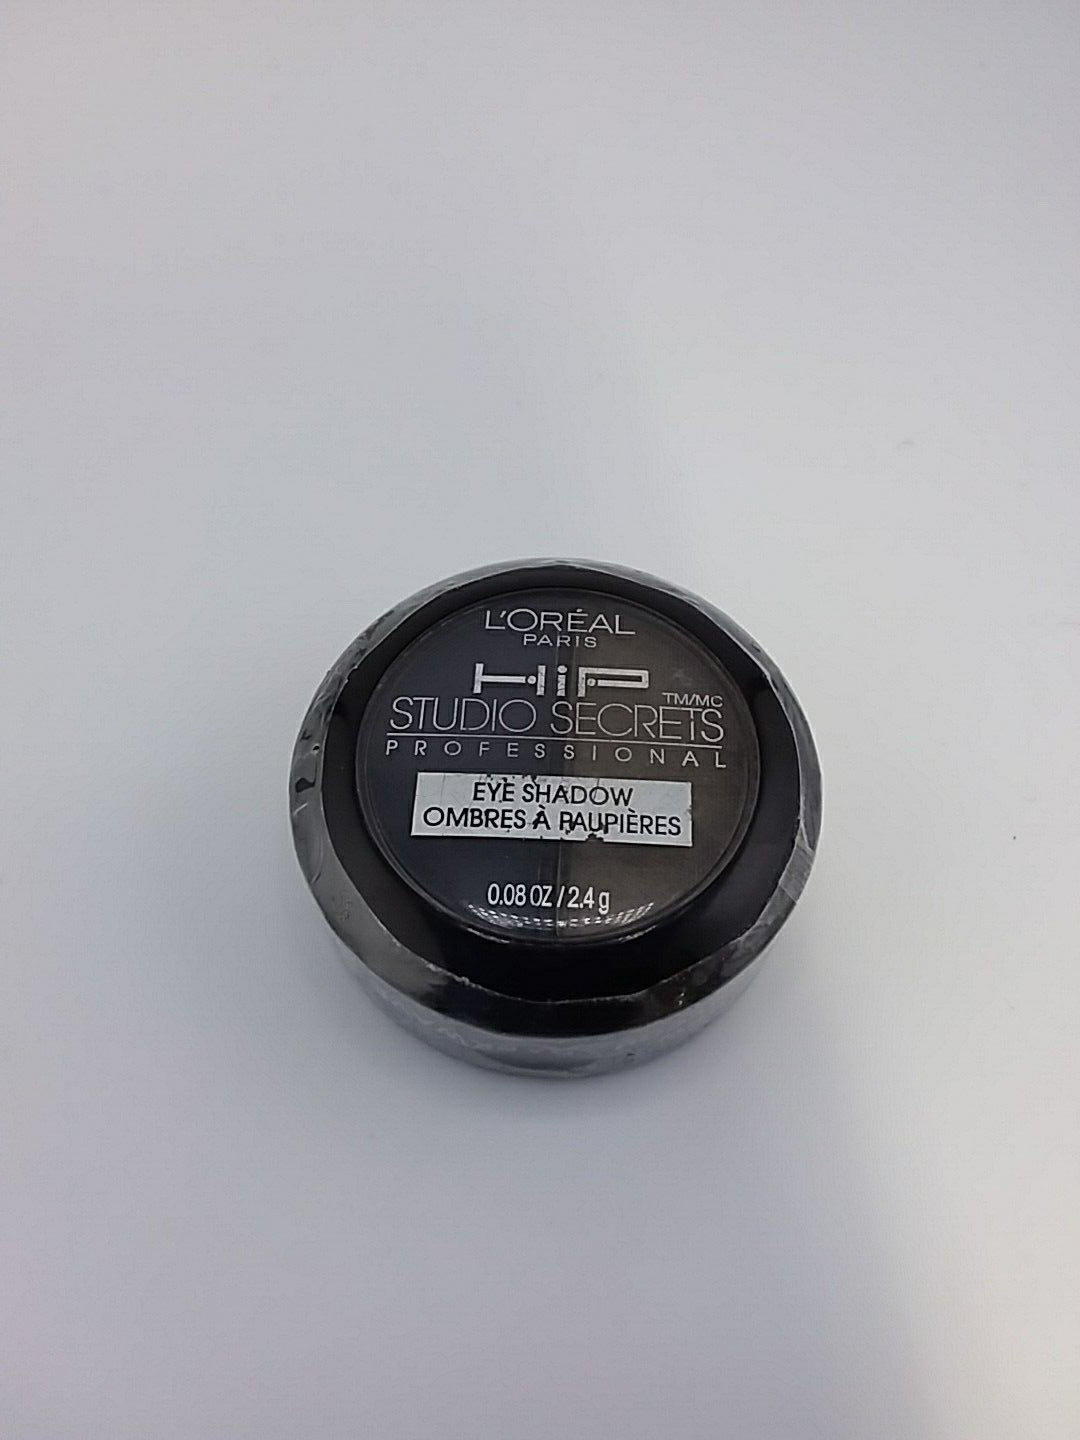 L'ORÉAL
PARIS
HiP
TM/MC
STUDIO SECRETS
PROFESSIONAL
EYE SHADOW
OMBRES À PAUPIÈRES
0.08 OZ / 2.4 g